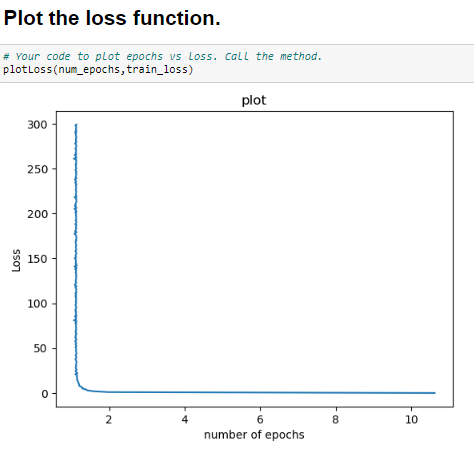 Plot the loss function.
# Your code to plot epochs vs Loss. Call the method.
plotLoss(num_epochs,train_loss)
plot
300
250
200
150
100
50
0
Loss
2 4 6 8 10
number of epochs